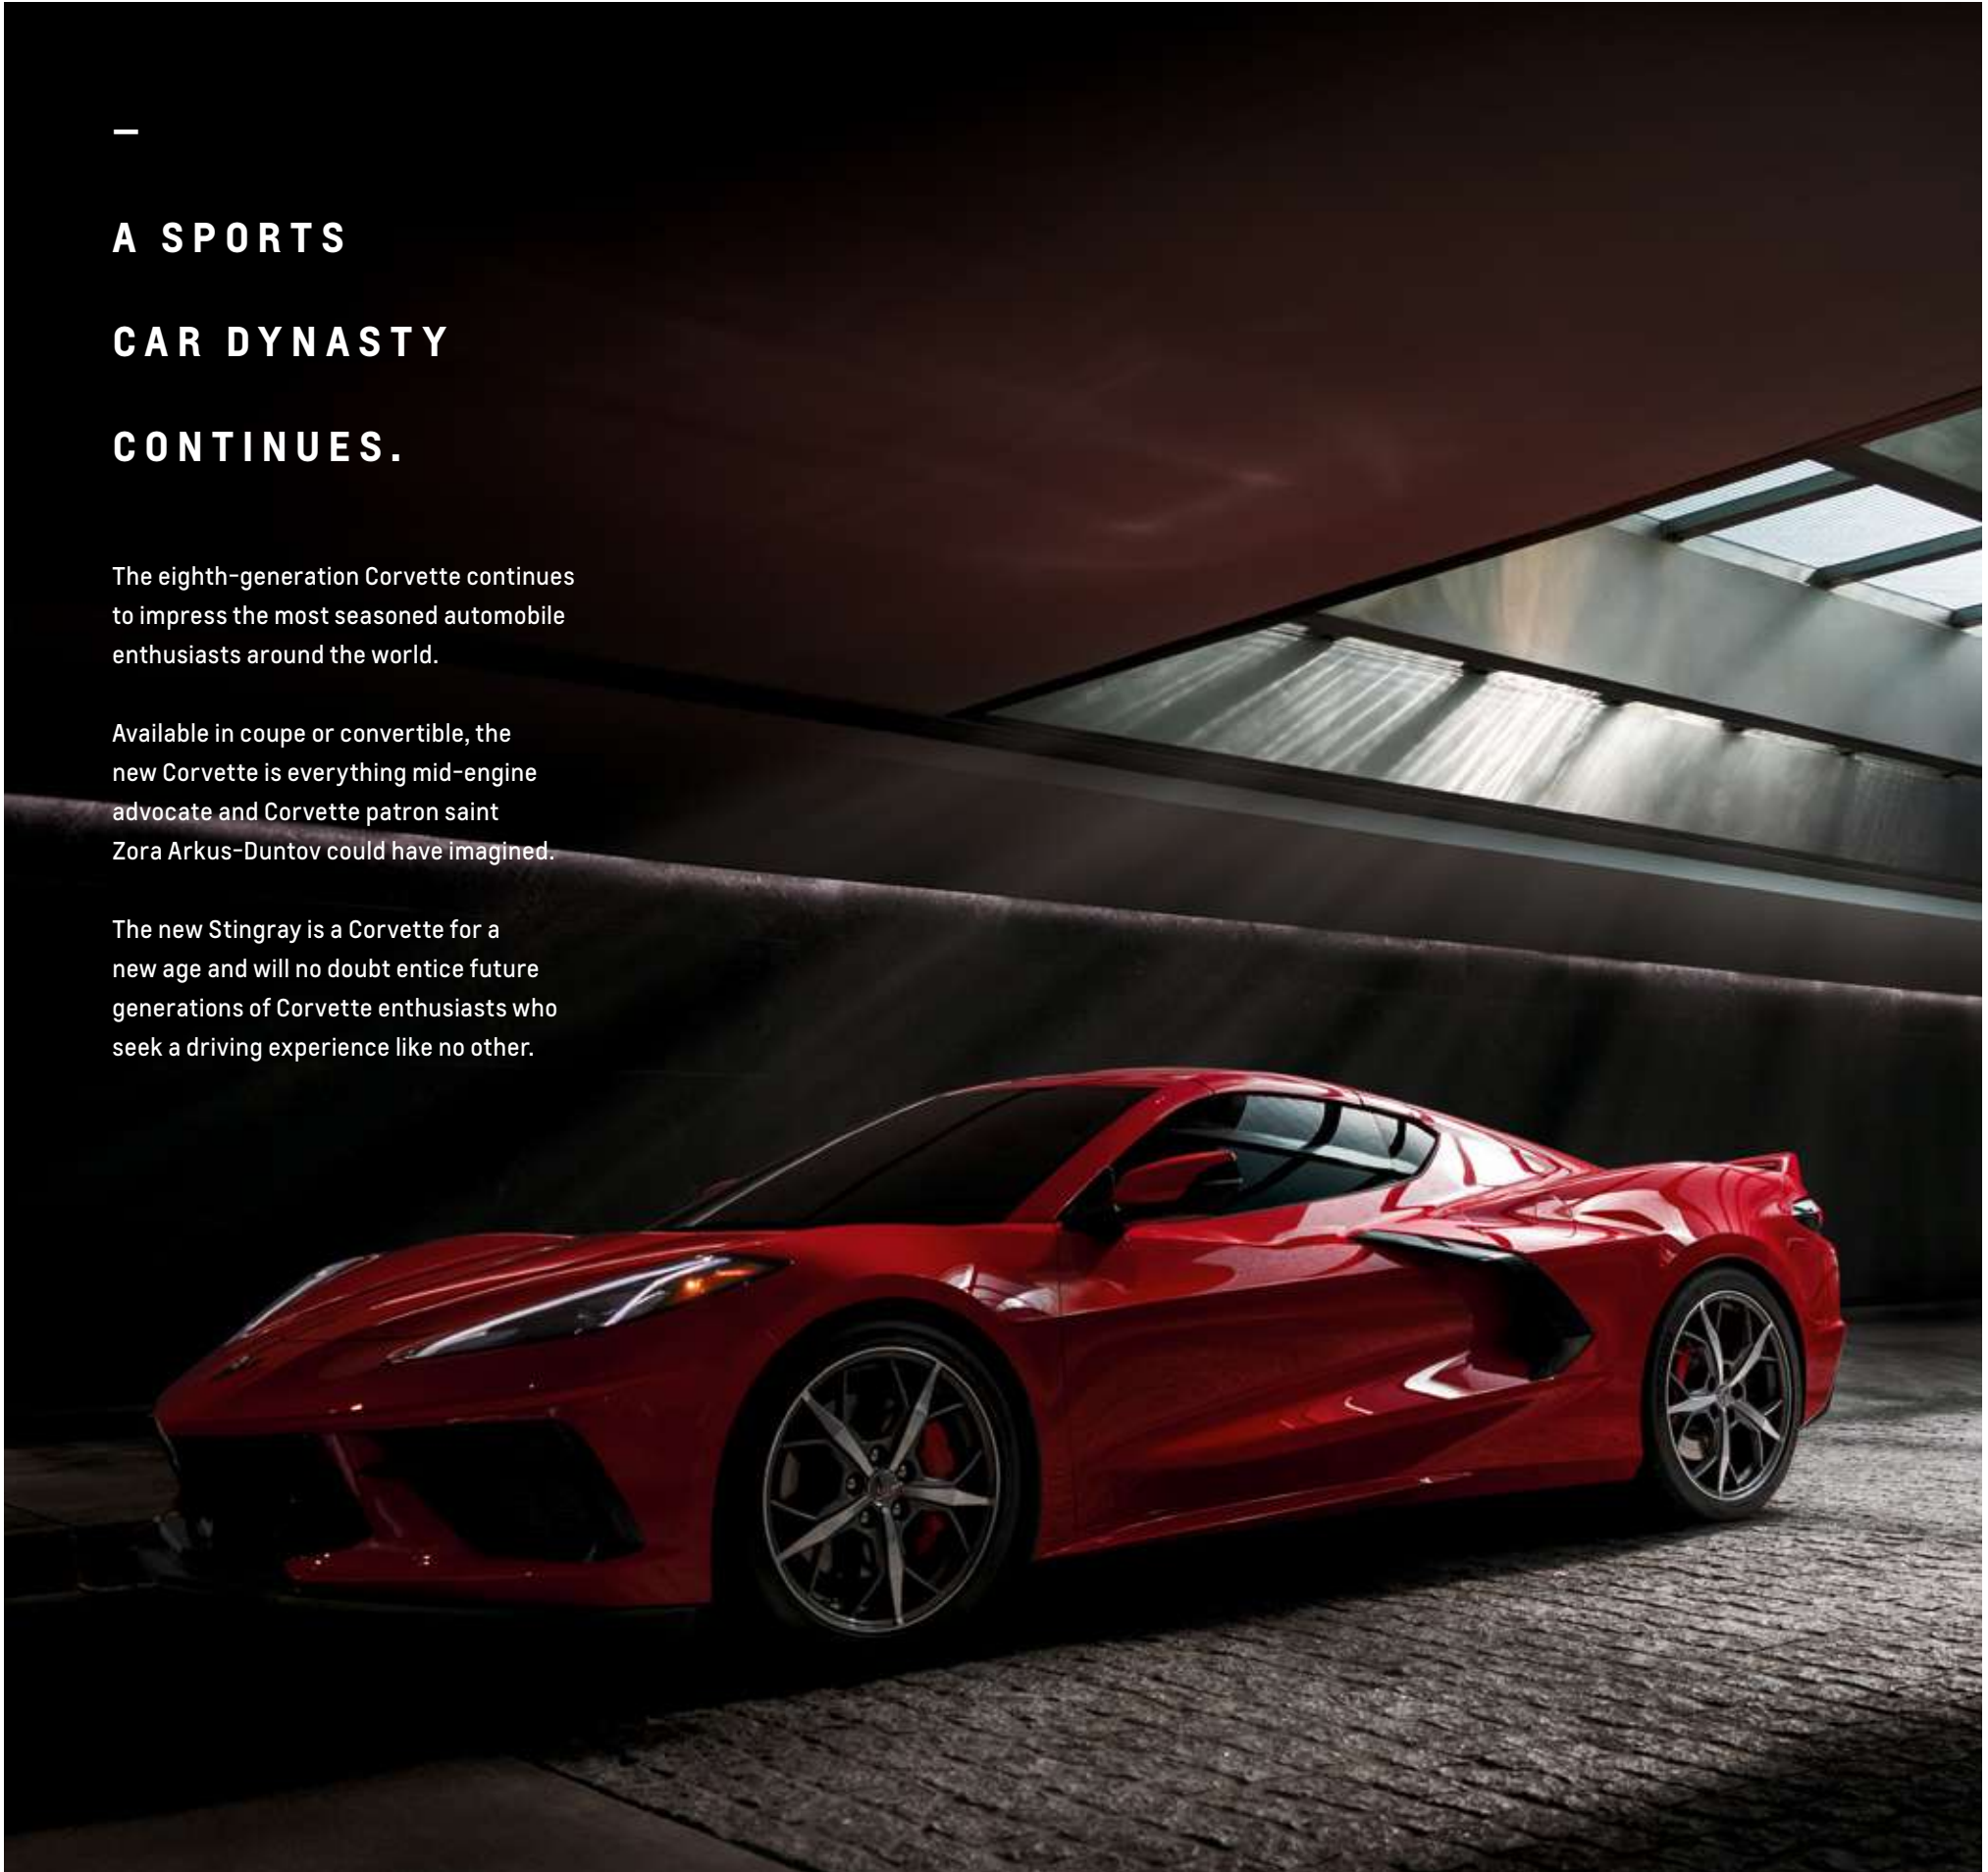 A SPORTS
CAR DYNASTY
CONTINUES.
The eighth-generation Corvette continues
to impress the most seasoned automobile
enthusiasts around the world.
Available in coupe or convertible, the
new Corvette is everything mid-engine
advocate and Corvette patron saint
Zora Arkus-Duntov could have imagined.
The new Stingray is a Corvette for a
new age and will no doubt entice future
generations of Corvette enthusiasts who
seek a driving experience like no other.